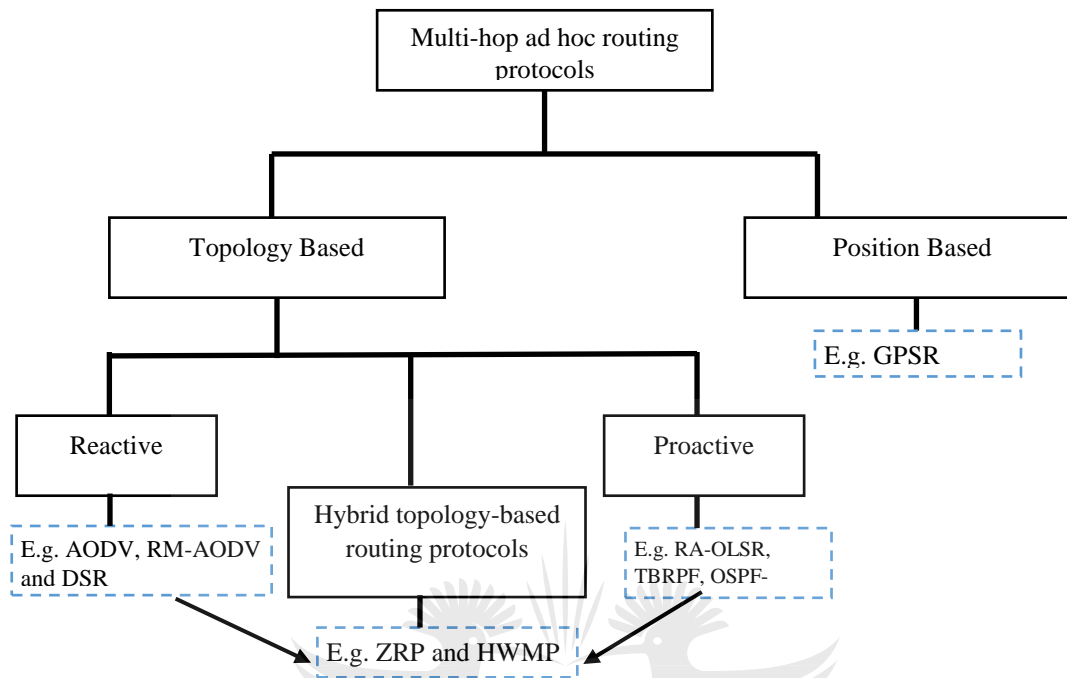 Multi-hop ad hoc routing
protocols
Topology Based
Position Based
E.g. GPSR
Reactive
Proactive
Hybrid topology-based
routing protocols
E.g. AODV, RM-AODV
and DSR
E.g. RA-OLSR,
TBRPF, OSPF-
E.g. ZRP and HWMP